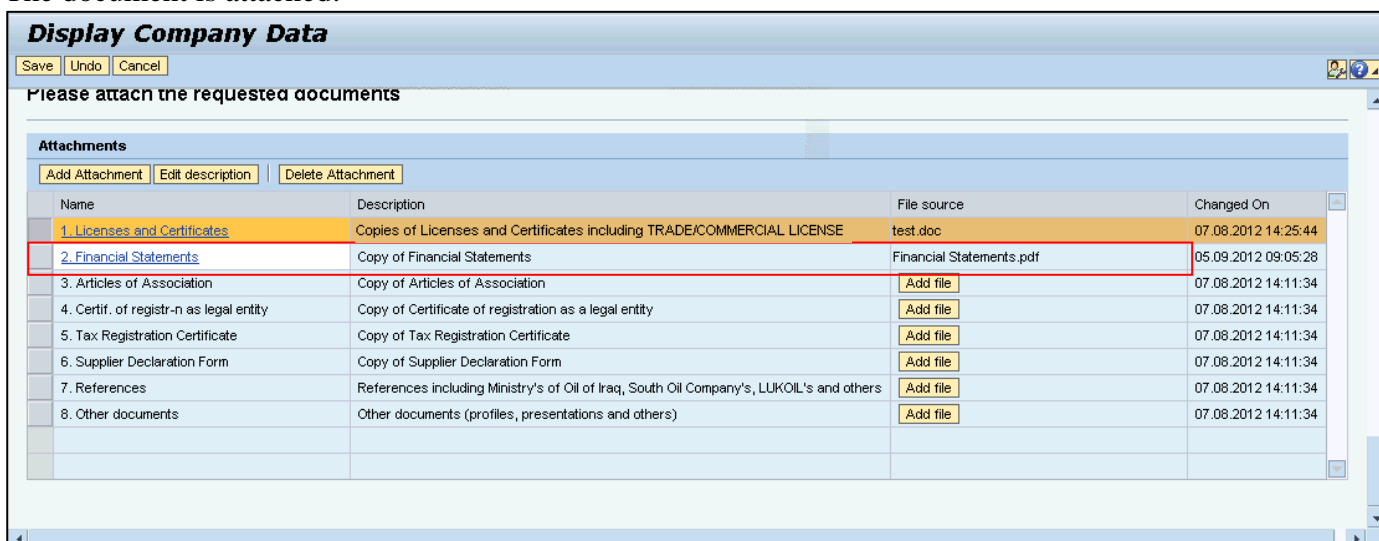 The document is attached.
Display Company Data
Save Undo Cancel
Please attach the requested documents
Attachments
Add Attachment Edit description Delete Attachment
Name Description File source Changed On
1. Licenses and Certificates Copies of Licenses and Certificates including TRADE/COMMERCIAL LICENSE test.doc 07.08.2012 14:25:44
2. Financial Statements Copy of Financial Statements Financial Statements.pdf 05.09.2012 09:05:28
3. Articles of Association Copy of Articles of Association Add file 07.08.2012 14:11:34
4. Certif. of registr-n as legal entity Copy of Certificate of registration as a legal entity Add file 07.08.2012 14:11:34
5. Tax Registration Certificate Copy of Tax Registration Certificate Add file 07.08.2012 14:11:34
6. Supplier Declaration Form Copy of Supplier Declaration Form Add file 07.08.2012 14:11:34
7. References References including Ministry's of Oil of Iraq, South Oil Company's, LUKOIL's and others Add file 07.08.2012 14:11:34
8. Other documents Other documents (profiles, presentations and others) Add file 07.08.2012 14:11:34